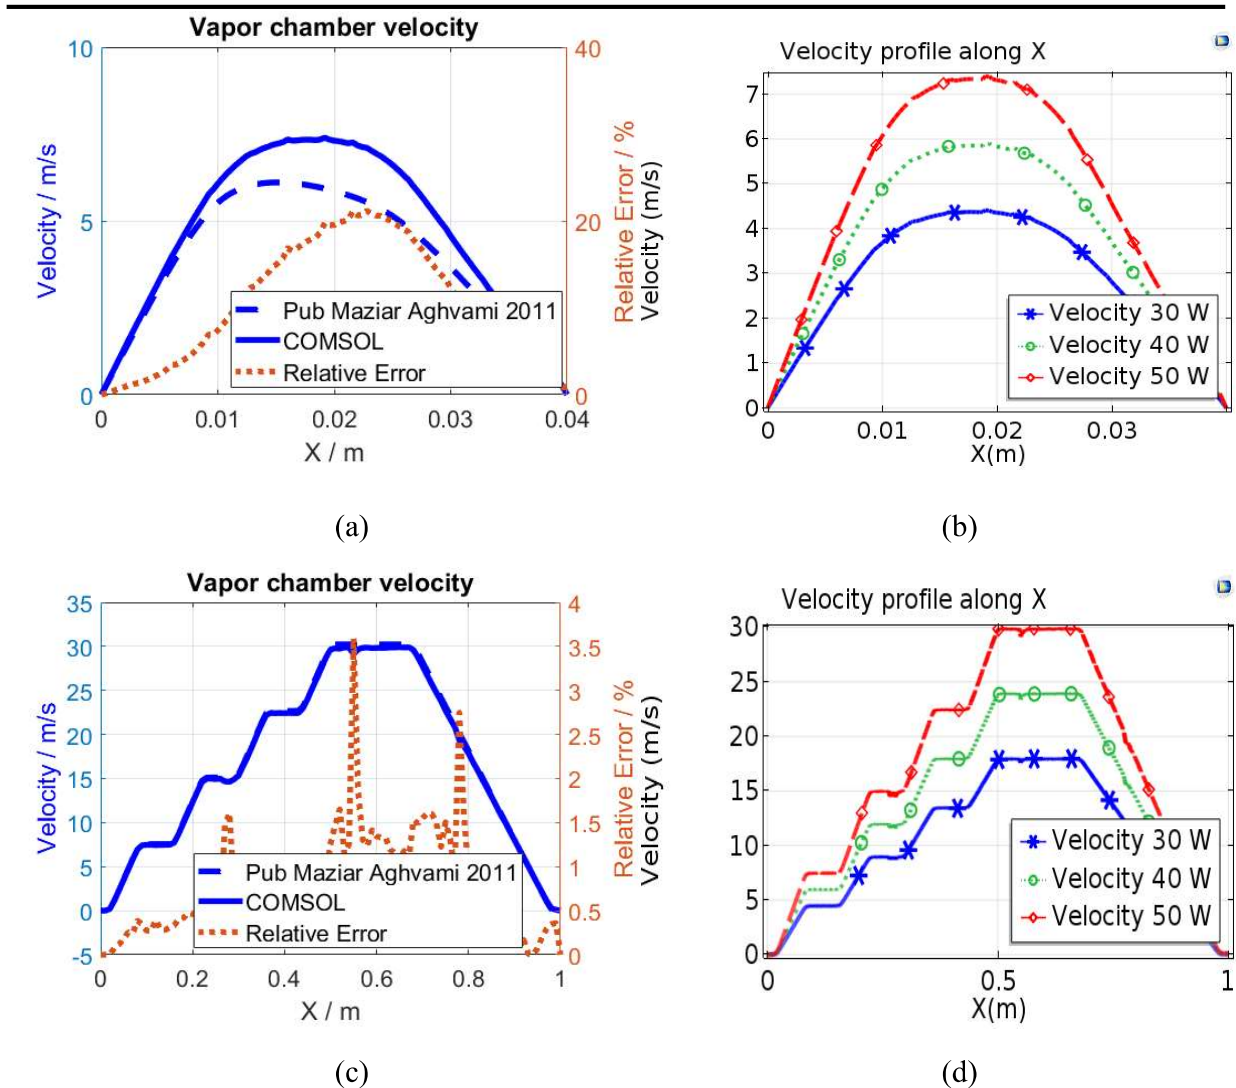 Vapor chamber velocity
10
5
0
Velocity / m/s
40
20
0
Relative Error / %
0 0.01 0.02 0.03 0.04
X / m
Pub Maziar Aghvami 2011
COMSOL
Relative Error
(a)
Velocity profile along X
Velocity (m/s)
7
6
5
4
3
2
1
0
0 0.01 0.02 0.03
X(m)
Velocity 30 W
Velocity 40 W
Velocity 50 W
(b)
Vapor chamber velocity
35
30
25
20
15
10
5
0
-5
Velocity / m/s
4
3.5
3
2.5
2
1.5
1
0.5
0
Relative Error / %
0 0.2 0.4 0.6 0.8 1
X / m
Pub Maziar Aghvami 2011
COMSOL
Relative Error
(c)
Velocity profile along X
Velocity (m/s)
30
25
20
15
10
5
0
0 0.5 1
X(m)
Velocity 30 W
Velocity 40 W
Velocity 50 W
(d)